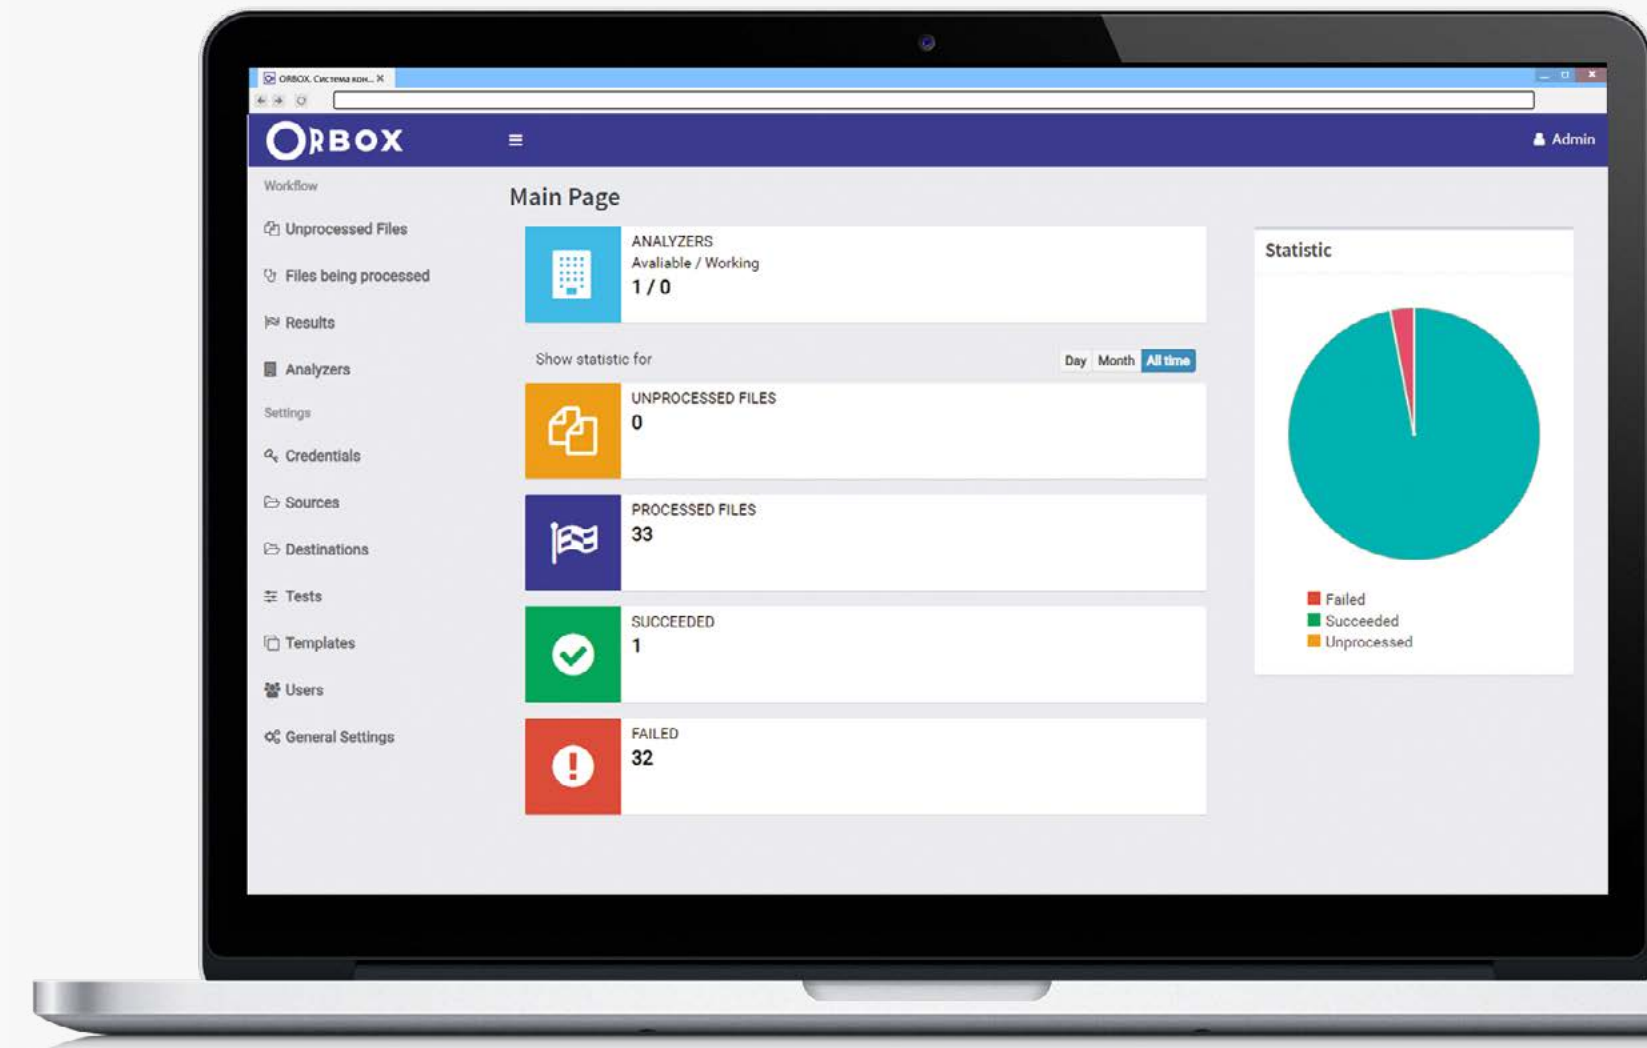 ORBOX. Система кон...
ORBOX
Admin
Workflow
Unprocessed Files
Files being processed
Results
Analyzers
Settings
Credentials
Sources
Destinations
Tests
Templates
Users
General Settings
Main Page
ANALYZERS
Avaliable / Working
1 / 0
Show statistic for
Day Month All time
UNPROCESSED FILES
0
PROCESSED FILES
33
SUCCEEDED
1
FAILED
32
Statistic
Failed
Succeeded
Unprocessed